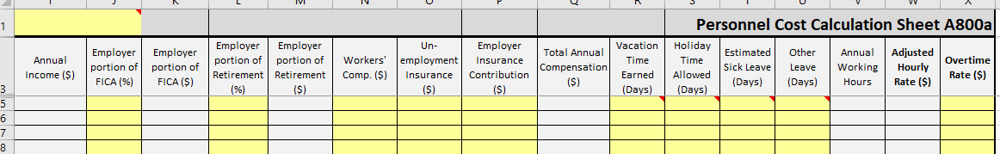 I J K L M N O P Q R S T U V W X
1 Personnel Cost Calculation Sheet A800a
3
Annual
Income ($)
Employer
portion of
FICA (%)
Employer
portion of
FICA ($)
Employer
portion of
Retirement
(%)
Employer
portion of
Retirement
($)
Workers'
Comp. ($)
Un-
employment
Insurance
($)
Employer
Insurance
Contribution
($)
Total Annual
Compensation
($)
Vacation
Time
Earned
(Days)
Holiday
Time
Allowed
(Days)
Estimated
Sick Leave
(Days)
Other
Leave
(Days)
Annual
Working
Hours
Adjusted
Hourly
Rate ($)
Overtime
Rate ($)
5
6
7
8